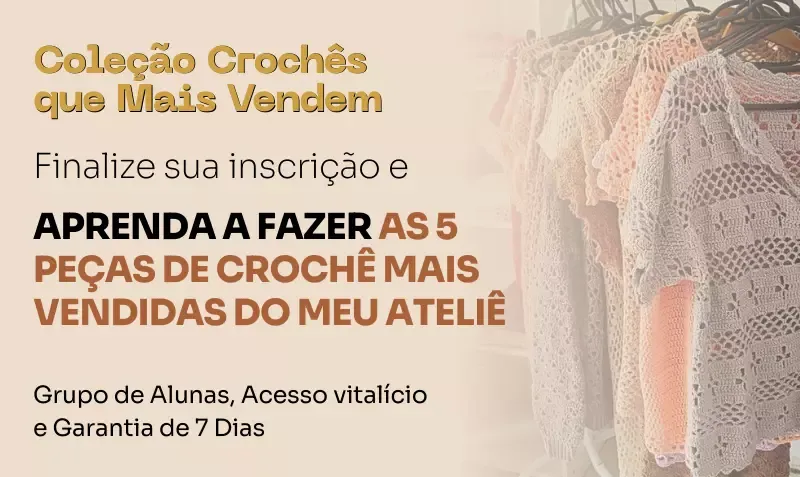 Coleção Crochês
que Mais Vendem
Finalize sua inscrição e
APRENDA A FAZER AS 5
PEÇAS DE CROCHÊ MAIS
VENDIDAS DO MEU ATELIÊ
Grupo de Alunas, Acesso vitalício
e Garantia de 7 Dias